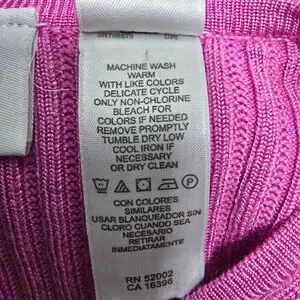 MACHINE WASH
WARM
WITH LIKE COLORS
DELICATE CYCLE
ONLY NON-CHLORINE
BLEACH FOR
COLORS IF NEEDED
REMOVE PROMPTLY
TUMBLE DRY LOW
COOL IRON IF
NECESSARY
OR DRY CLEAN
CON COLORES
SIMILARES
USAR BLANQUEADOR SIN
CLORO CUANDO SEA
NECESARIO
RETIRAR
INMEDIATAMENTE
RN 52002
CA 16396